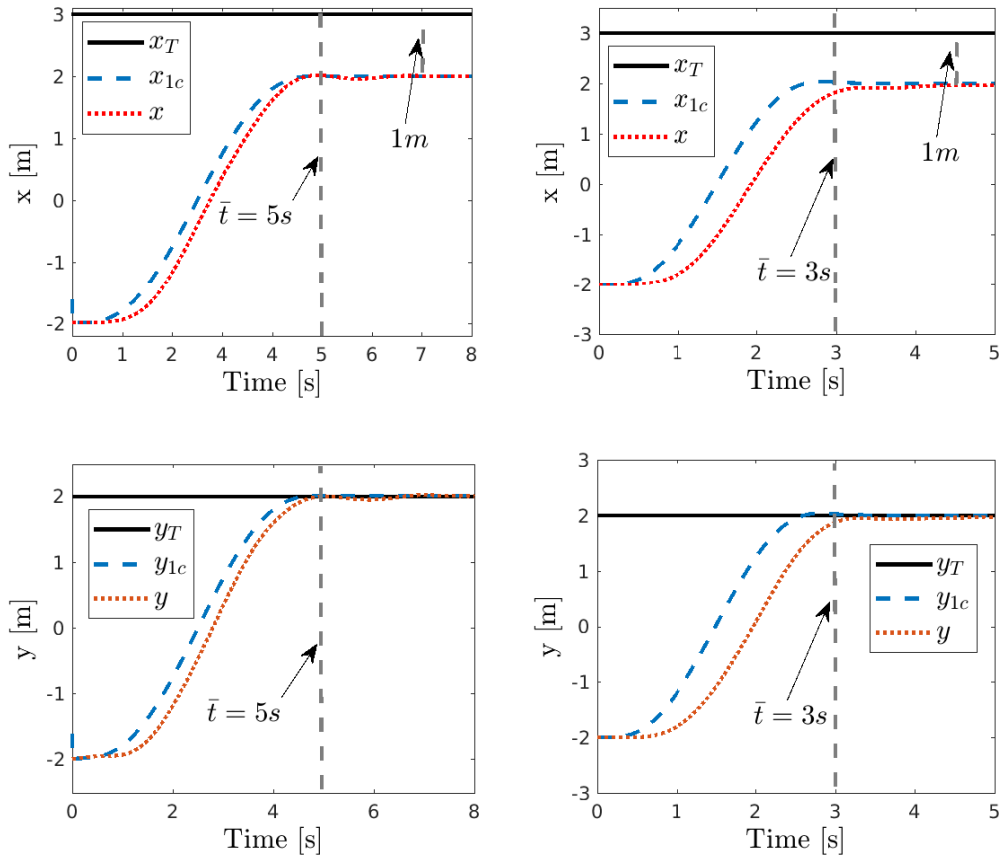 3
2
1
0
-1
-2
x [m]
x_T
x_{1c}
x
1m
t̄ = 5s
0 1 2 4 4 5 6 7 8
Time [s]
3
2
1
0
-1
-2
-3
x [m]
x_T
x_{1c}
x
1m
t̄ = 3s
0 1 2 3 4 5
Time [s]
2
1
0
-1
-2
y [m]
y_T
y_{1c}
y
t̄ = 5s
0 2 4 6 8
Time [s]
3
2
1
0
-1
-2
-3
y [m]
y_T
y_{1c}
y
t̄ = 3s
0 1 2 3 4 5
Time [s]